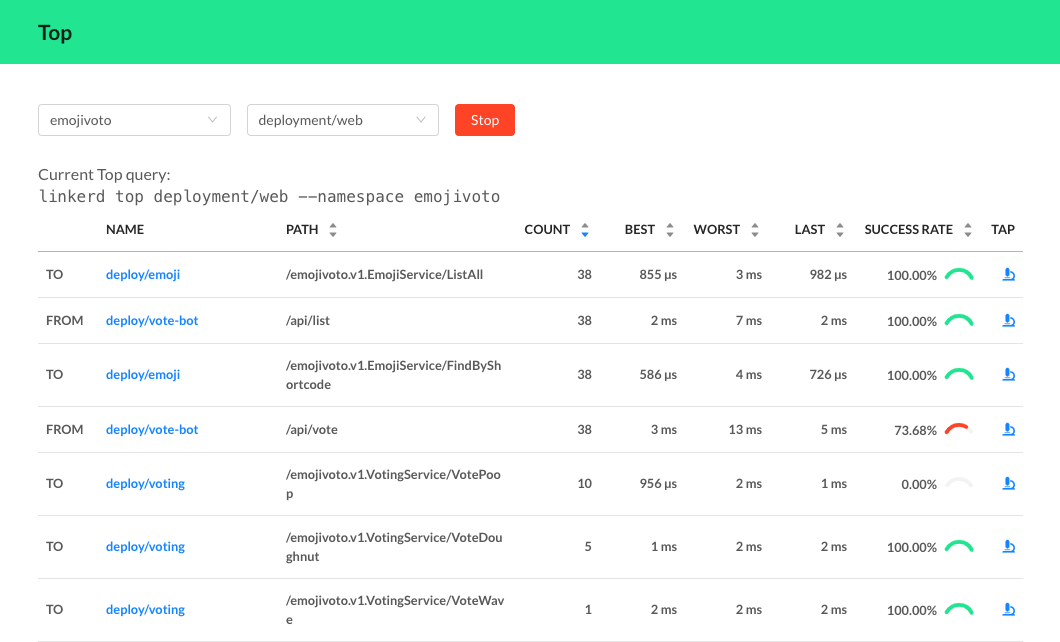 Top
emojivoto deployment/web Stop
Current Top query:
linkerd top deployment/web --namespace emojivoto
NAME PATH COUNT BEST WORST LAST SUCCESS RATE TAP
TO deploy/emoji /emojivoto.v1.EmojiService/ListAll 38 855 µs 3 ms 982 µs 100.00%
FROM deploy/vote-bot /api/list 38 2 ms 7 ms 2 ms 100.00%
TO deploy/emoji /emojivoto.v1.EmojiService/FindBySh
ortcode 38 586 µs 4 ms 726 µs 100.00%
FROM deploy/vote-bot /api/vote 38 3 ms 13 ms 5 ms 73.68%
TO deploy/voting /emojivoto.v1.VotingService/VotePoo
p 10 956 µs 2 ms 1 ms 0.00%
TO deploy/voting /emojivoto.v1.VotingService/VoteDou
ghnut 5 1 ms 2 ms 2 ms 100.00%
TO deploy/voting /emojivoto.v1.VotingService/VoteWav
e 1 2 ms 2 ms 2 ms 100.00%